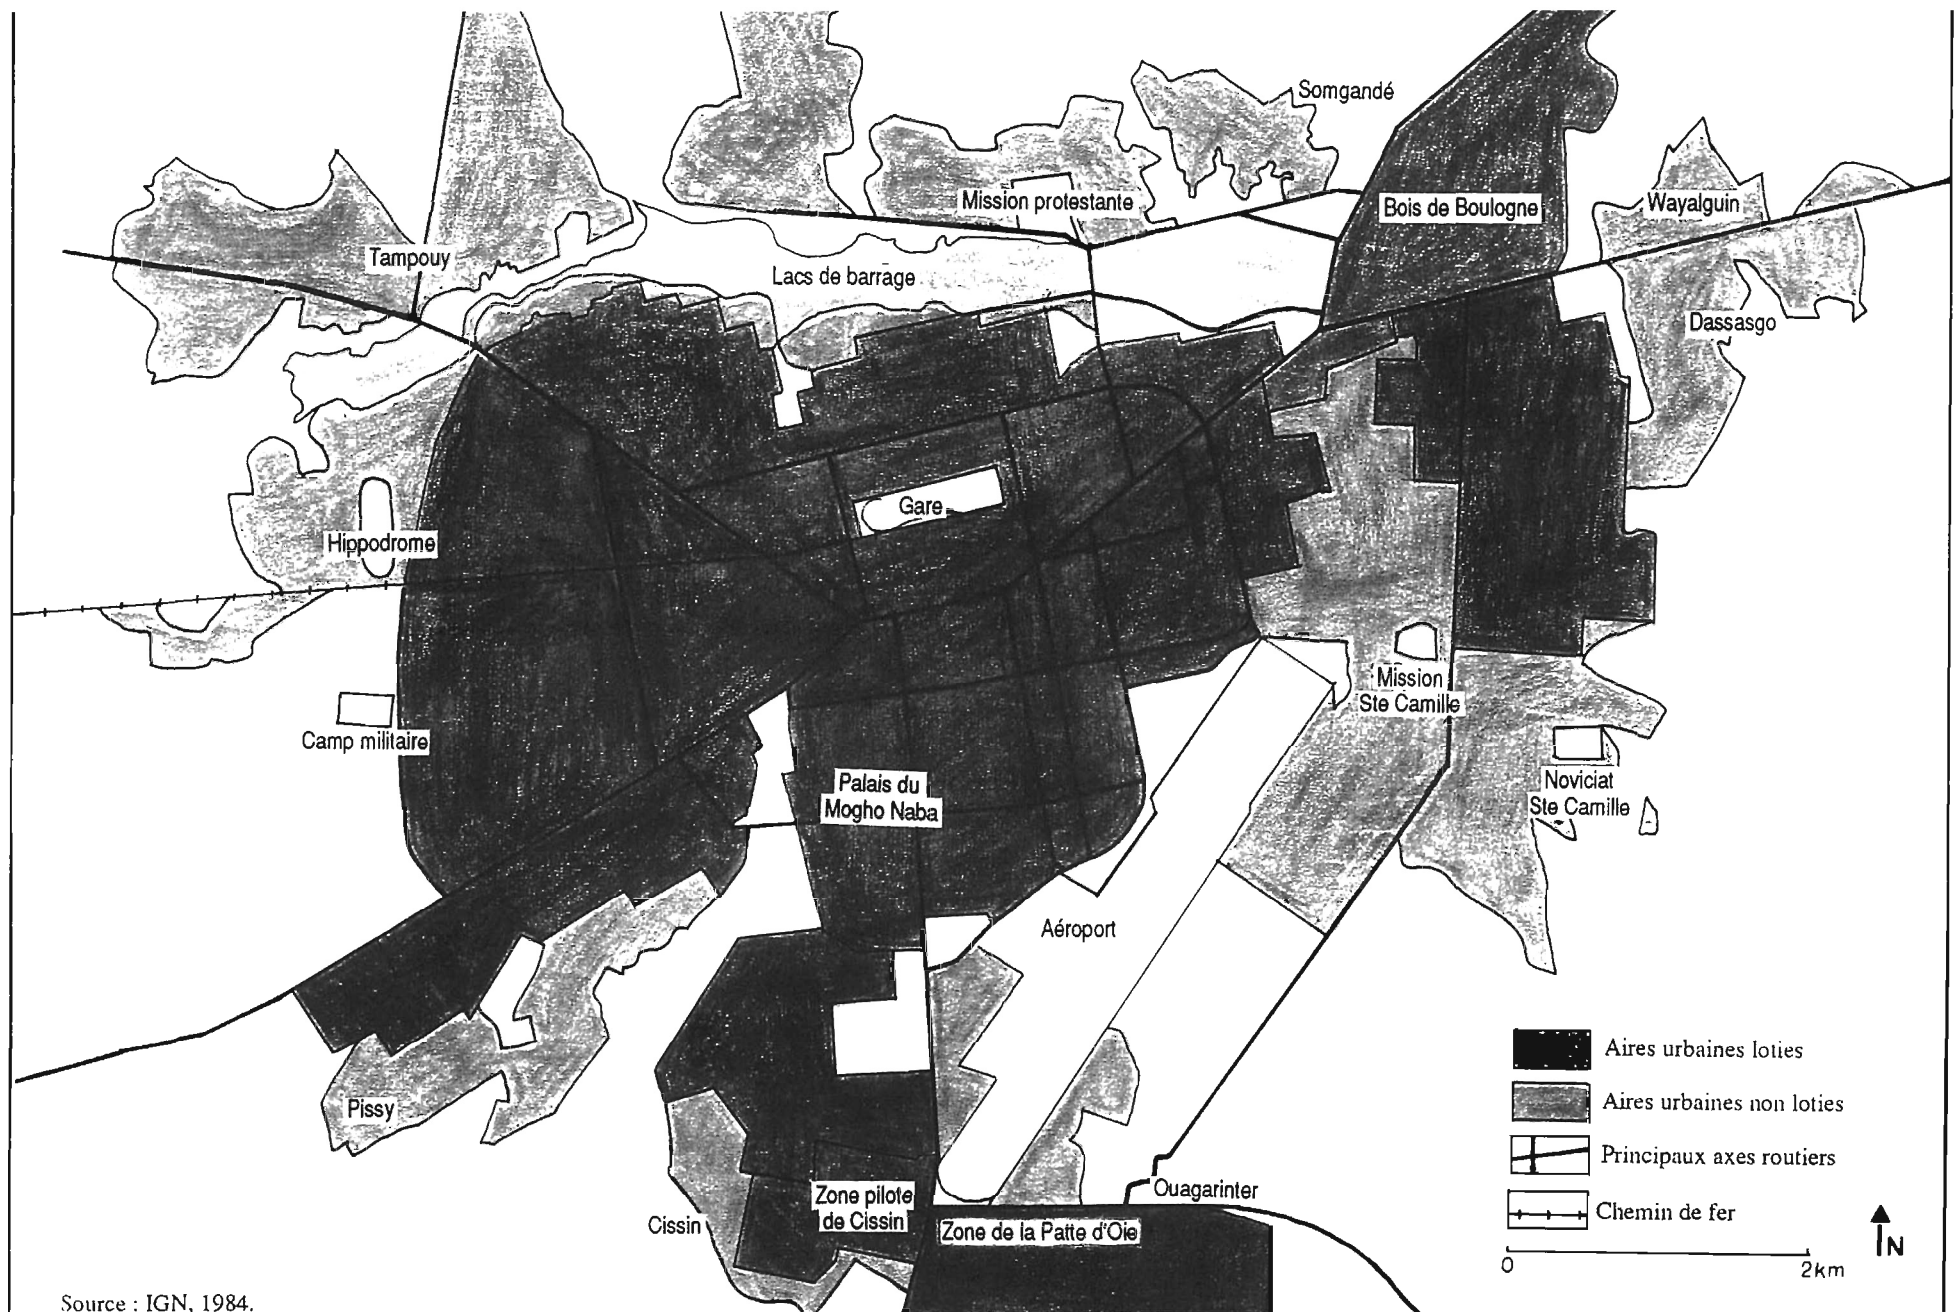 Somgandé
Mission protestante
Bois de Boulogne
Wayalguin
Tampouy
Lacs de barrage
Dassasgo
Gare
Hippodrome
Mission
Ste Camille
Camp militaire
Palais du
Mogho Naba
Noviciat
Ste Camille
Aéroport
Aires urbaines loties
Aires urbaines non loties
Pissy
Principaux axes routiers
Ouagarinter
Zone pilote
de Cissin
Cissin
Zone de la Patte d'Oie
Chemin de fer
N
0
2km
Source : IGN, 1984.